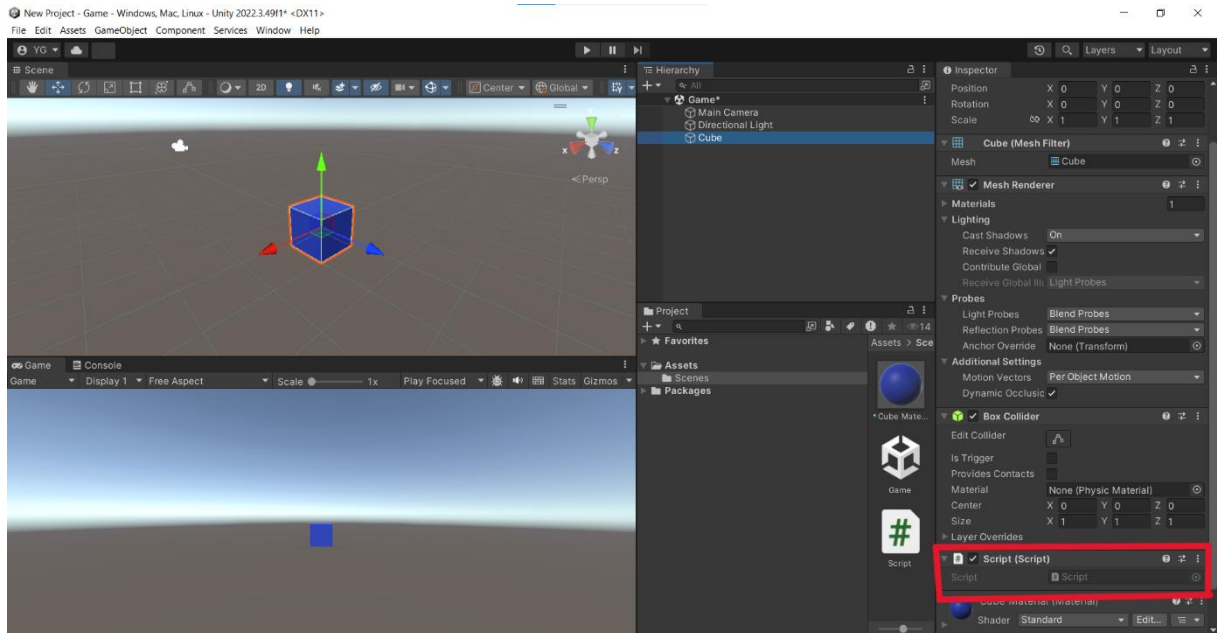 New Project - Game - Windows, Mac, Linux - Unity 2022.3.49f1* <DX11>
File Edit Assets GameObject Component Services Window Help
YG
Layers
Layout
Scene
2D
Center
Global
x
z
Persp
Game
Console
Game
Display 1
Free Aspect
Scale
1x
Play Focused
Stats
Gizmos
Hierarchy
All
Game*
Main Camera
Directional Light
Cube
Project
14
Favorites
Assets
Scenes
Packages
Assets > Sce
Cube Mate...
Game
#
Script
Inspector
Position X 0 Y 0 Z 0
Rotation X 0 Y 0 Z 0
Scale X 1 Y 1 Z 1
Cube (Mesh Filter)
Mesh Cube
Mesh Renderer
Materials 1
Lighting
Cast Shadows On
Receive Shadows
Contribute Global
Receive Global Illu Light Probes
Probes
Light Probes Blend Probes
Reflection Probes Blend Probes
Anchor Override None (Transform)
Additional Settings
Motion Vectors Per Object Motion
Dynamic Occlusic
Box Collider
Edit Collider
Is Trigger
Provides Contacts
Material None (Physic Material)
Center X 0 Y 0 Z 0
Size X 1 Y 1 Z 1
Layer Overrides
# Script (Script)
Script Script
Cube Material (Material)
Shader Standard Edit...